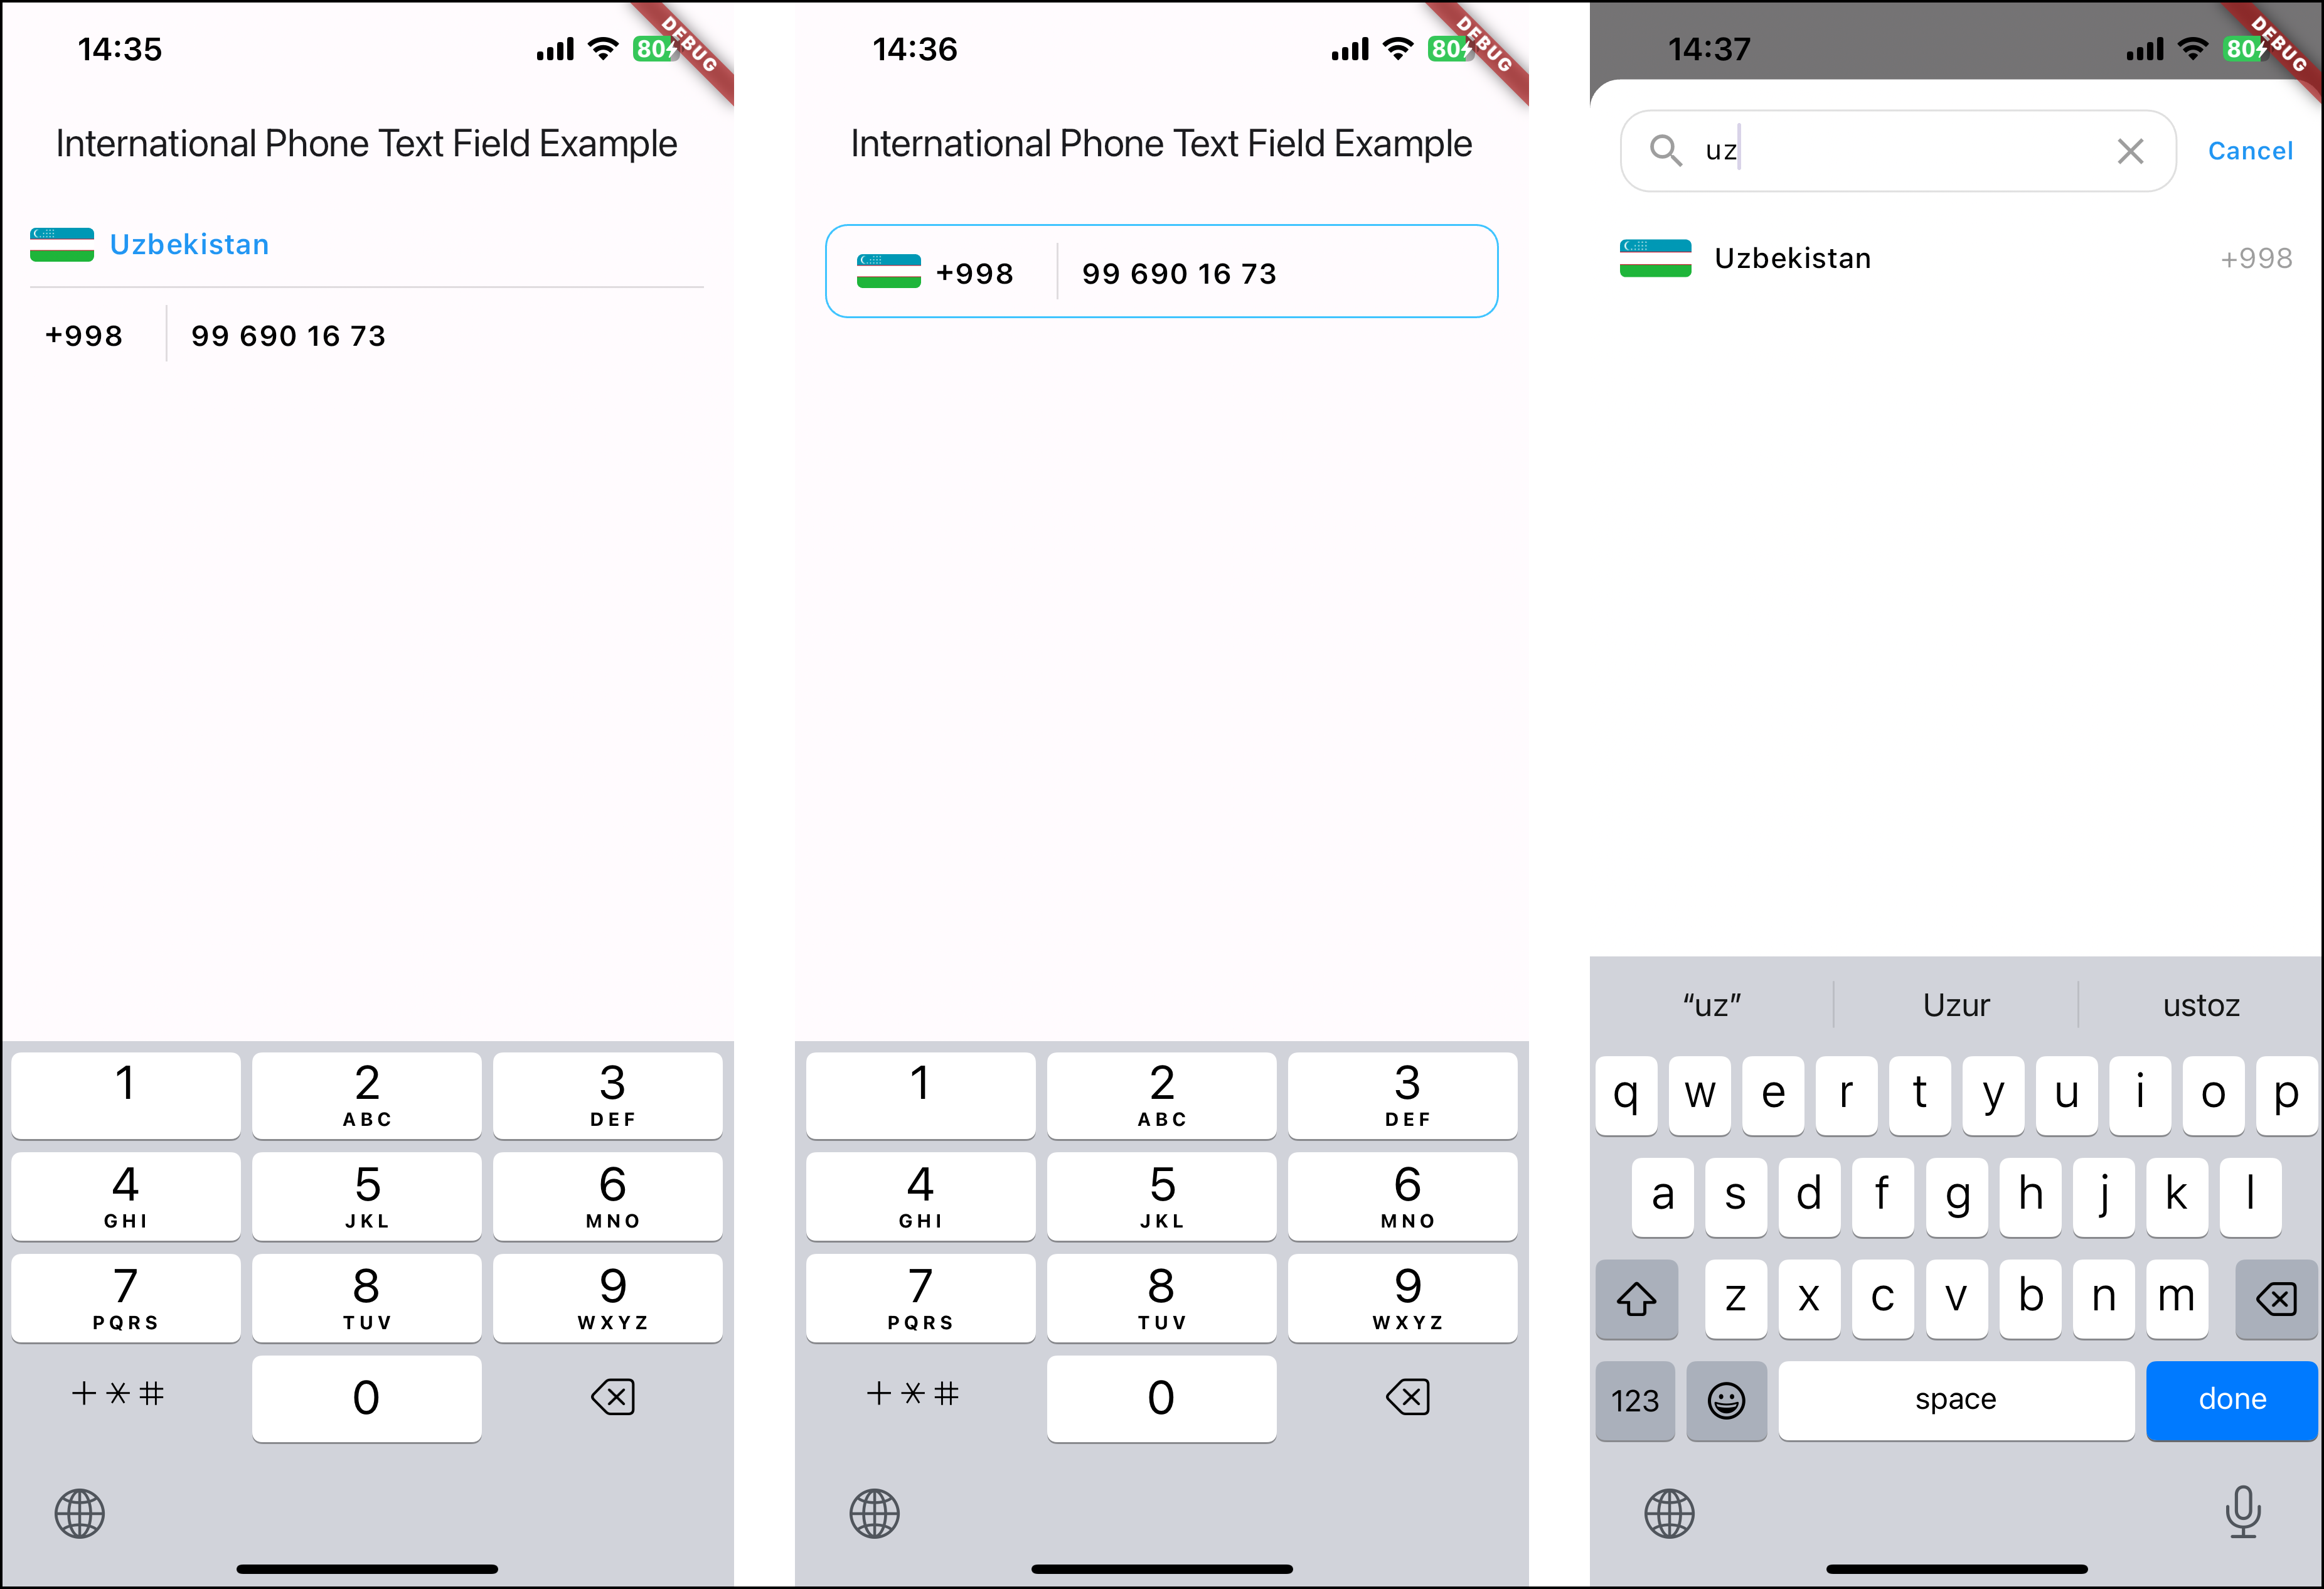 14:35
80
DEBUG
International Phone Text Field Example
Uzbekistan
+998
99 690 16 73
1
2
3
ABC
DEF
4
5
6
GHI
JKL
MNO
7
8
9
PQRS
TUV
WXYZ
+*#
0
14:36
80
DEBUG
International Phone Text Field Example
+998
99 690 16 73
1
2
3
ABC
DEF
4
5
6
GHI
JKL
MNO
7
8
9
PQRS
TUV
WXYZ
+*#
0
14:37
80
DEBUG
uz
Cancel
Uzbekistan
+998
“uz”
Uzur
ustoz
q w e r t y u i o p
a s d f g h j k l
z x c v b n m
123
space
done